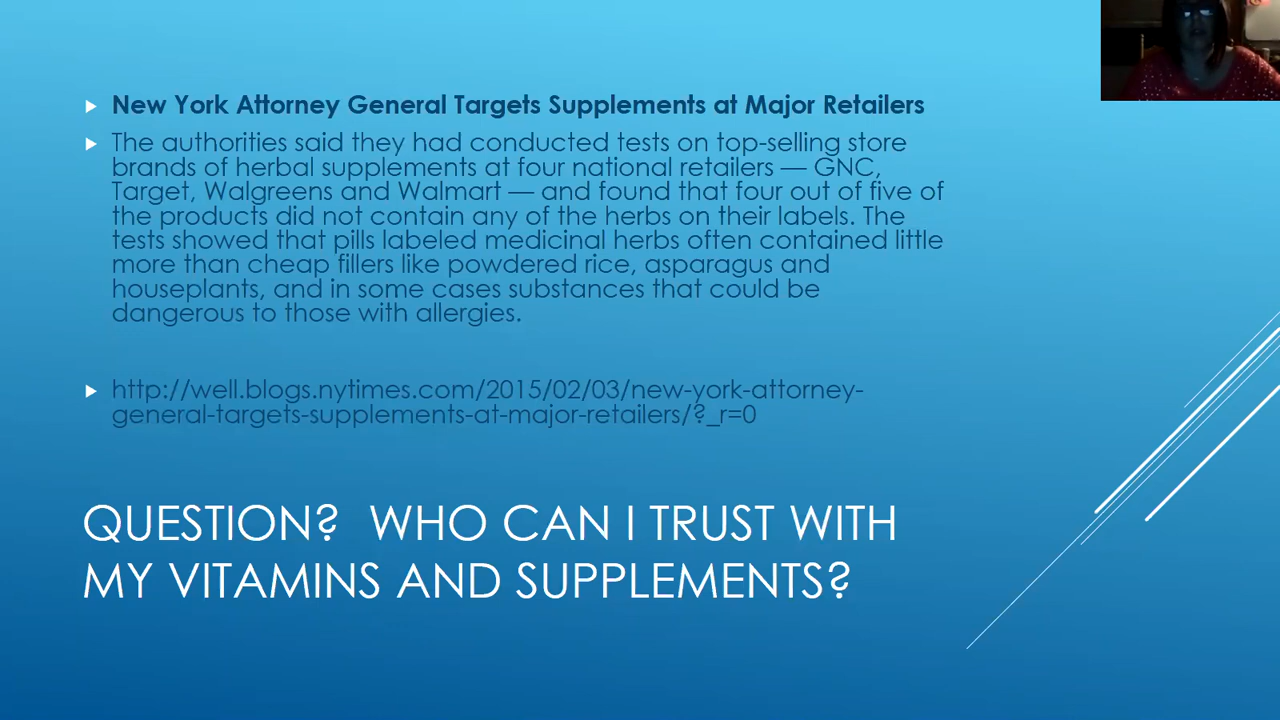 New York Attorney General Targets Supplements at Major Retailers
The authorities said they had conducted tests on top-selling store
brands of herbal supplements at four national retailers — GNC,
Target, Walgreens and Walmart — and found that four out of five of
the products did not contain any of the herbs on their labels. The
tests showed that pills labeled medicinal herbs often contained little
more than cheap fillers like powdered rice, asparagus and
houseplants, and in some cases substances that could be
dangerous to those with allergies.
http://well.blogs.nytimes.com/2015/02/03/new-york-attorney-
general-targets-supplements-at-major-retailers/?_r=0
QUESTION? WHO CAN I TRUST WITH
MY VITAMINS AND SUPPLEMENTS?